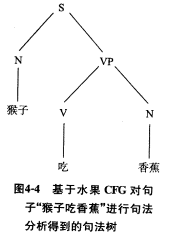 S
N VP
猴子 V N
吃 香蕉
图4-4 基于水果 CFG 对句
子“猴子吃香蕉”进行句法
分析得到的句法树